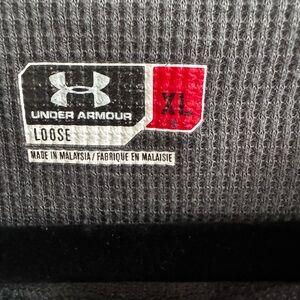 UNDER ARMOUR
XL
LOOSE
MADE IN MALAYSIA / FABRIQUÉ EN MALAISIE